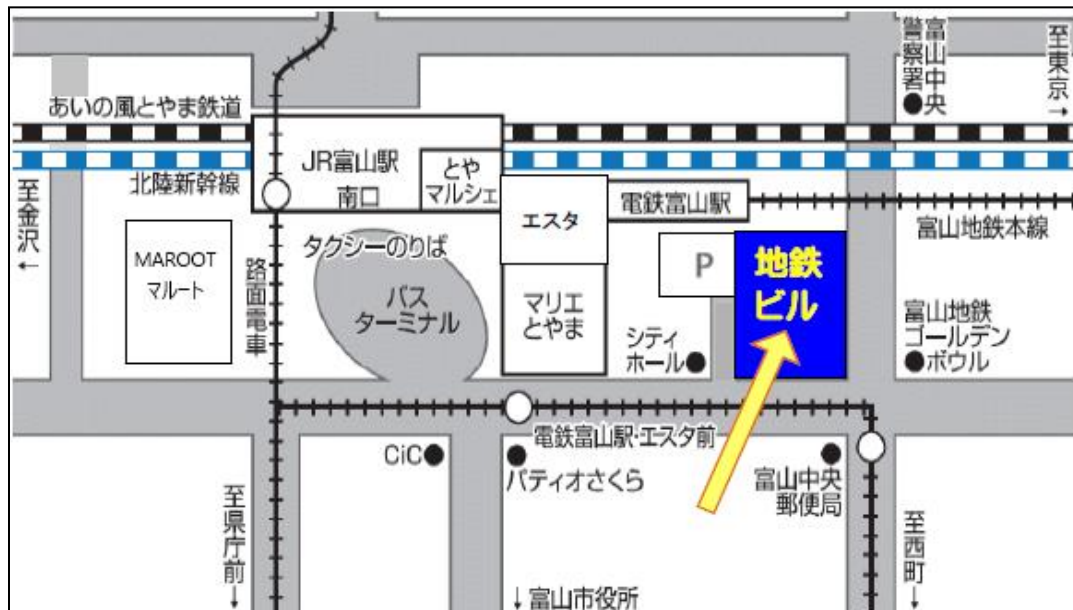 富山中央
警察署
至東京→
あいの風とやま鉄道
JR富山駅
南口
とや
マルシェ
北陸新幹線
至金沢←
エスタ
電鉄富山駅
富山地鉄本線
MAROOT
マルート
路面電車
タクシーのりば
バス
ターミナル
マリエ
とやま
P
地鉄
ビル
シティ
ホール
富山地鉄
ゴールデン
ボウル
電鉄富山駅・エスタ前
CiC
パティオさくら
富山中央
郵便局
至県庁前→
↓富山市役所
至西町→